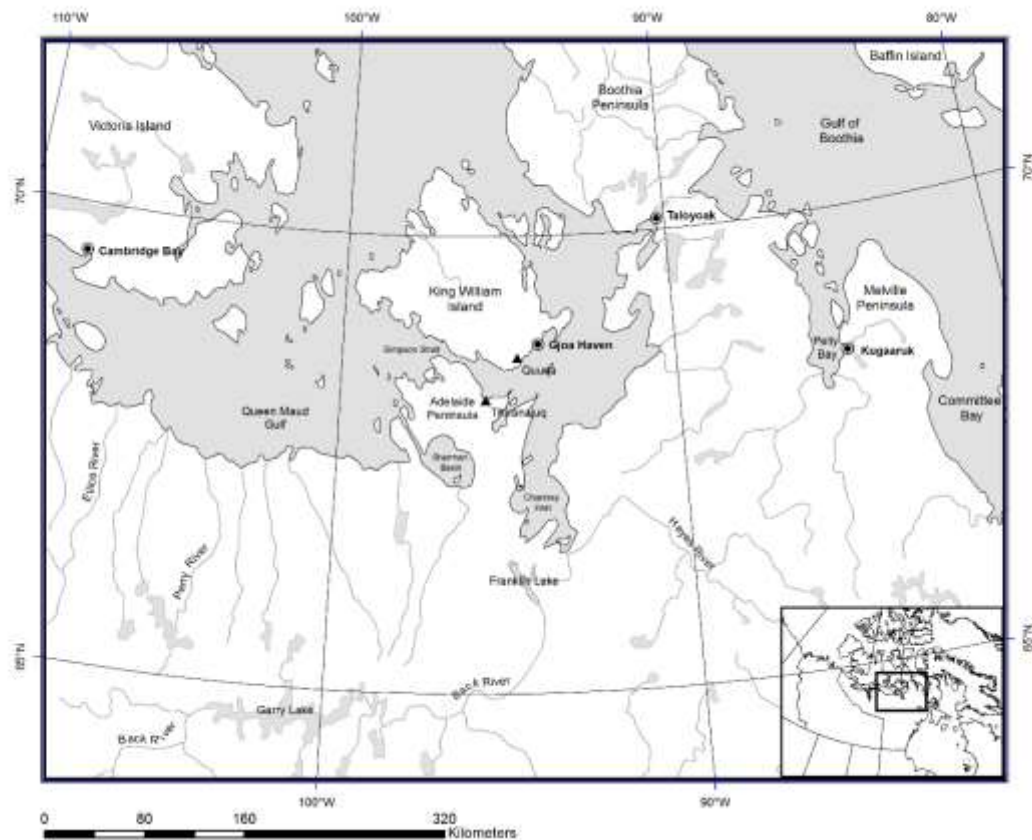 110°W
100°W
90°W
80°W
Baffin Island
Boothia
Peninsula
Gulf of
Boothia
Victoria Island
70°N
70°N
Taloyoak
Cambridge Bay
King William
Island
Melville
Peninsula
Simpson Strait
Gjoa Haven
Pelly
Bay
Kugaaruk
Adelaide
Peninsula
Queen Maud
Gulf
Committee
Bay
Sherman
Basin
Chantrey
Inlet
Ellice River
Perry River
Hayes River
Franklin Lake
65°N
65°N
Back River
Garry Lake
Back River
100°W
90°W
0
80
160
320
Kilometers